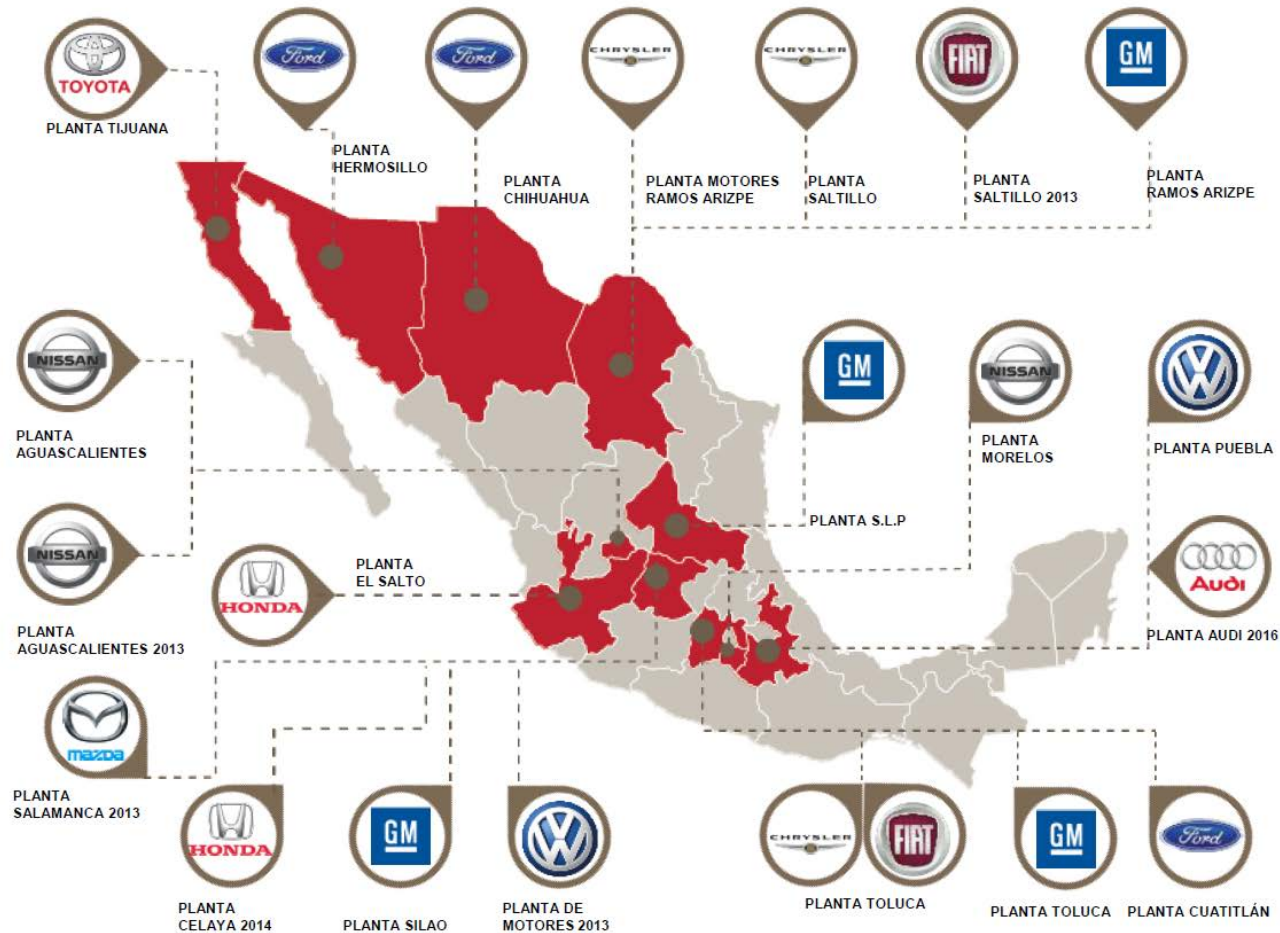 TOYOTA
PLANTA TIJUANA
Ford
PLANTA
HERMOSILLO
Ford
PLANTA
CHIHUAHUA
CHRYSLER
PLANTA MOTORES
RAMOS ARIZPE
CHRYSLER
PLANTA
SALTILLO
FIAT
PLANTA
SALTILLO 2013
GM
PLANTA
RAMOS ARIZPE
NISSAN
PLANTA
AGUASCALIENTES
GM
PLANTA S.L.P
NISSAN
PLANTA
MORELOS
VW
PLANTA PUEBLA
NISSAN
PLANTA
AGUASCALIENTES 2013
HONDA
PLANTA
EL SALTO
Audi
PLANTA AUDI 2016
mazda
PLANTA
SALAMANCA 2013
HONDA
PLANTA
CELAYA 2014
GM
PLANTA SILAO
VW
PLANTA DE
MOTORES 2013
CHRYSLER
FIAT
PLANTA TOLUCA
GM
PLANTA TOLUCA
Ford
PLANTA CUATITLÁN